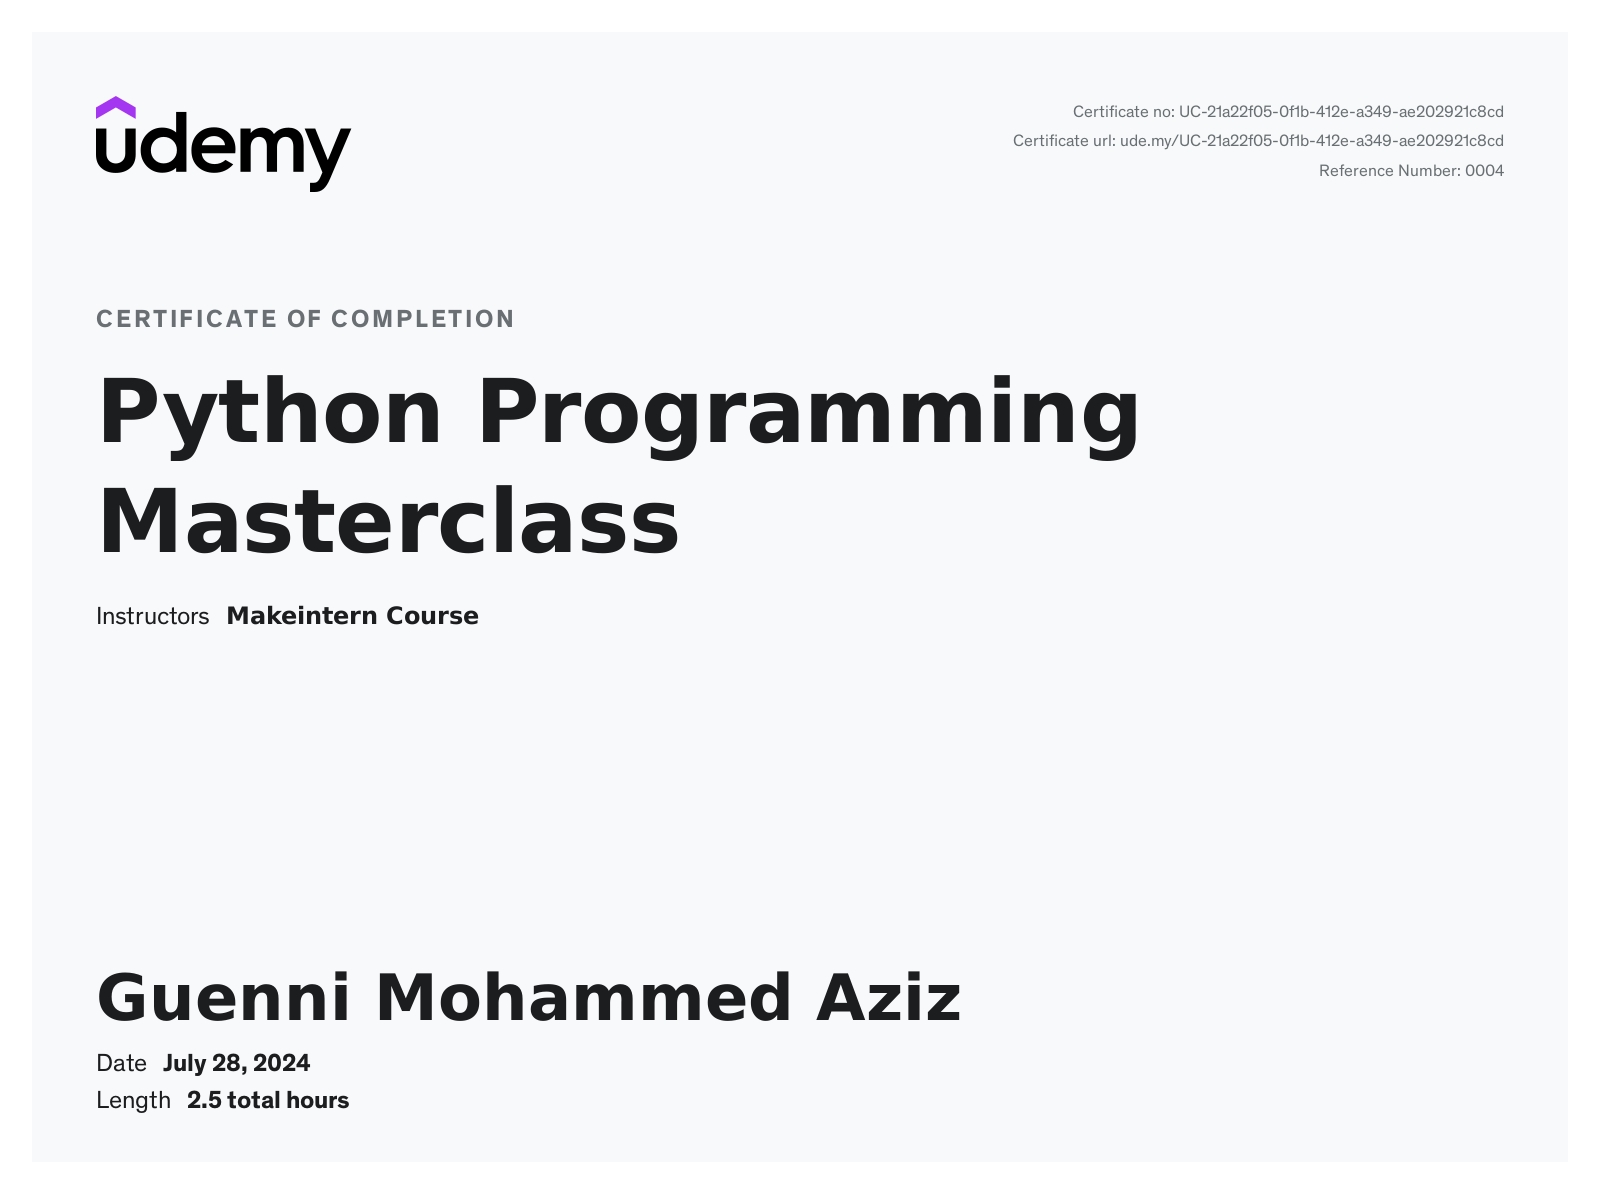 udemy
Certificate no: UC-21a22f05-0f1b-412e-a349-ae202921c8cd
Certificate url: ude.my/UC-21a22f05-0f1b-412e-a349-ae202921c8cd
Reference Number: 0004
CERTIFICATE OF COMPLETION
Python Programming
Masterclass
Instructors Makeintern Course
Guenni Mohammed Aziz
Date July 28, 2024
Length 2.5 total hours